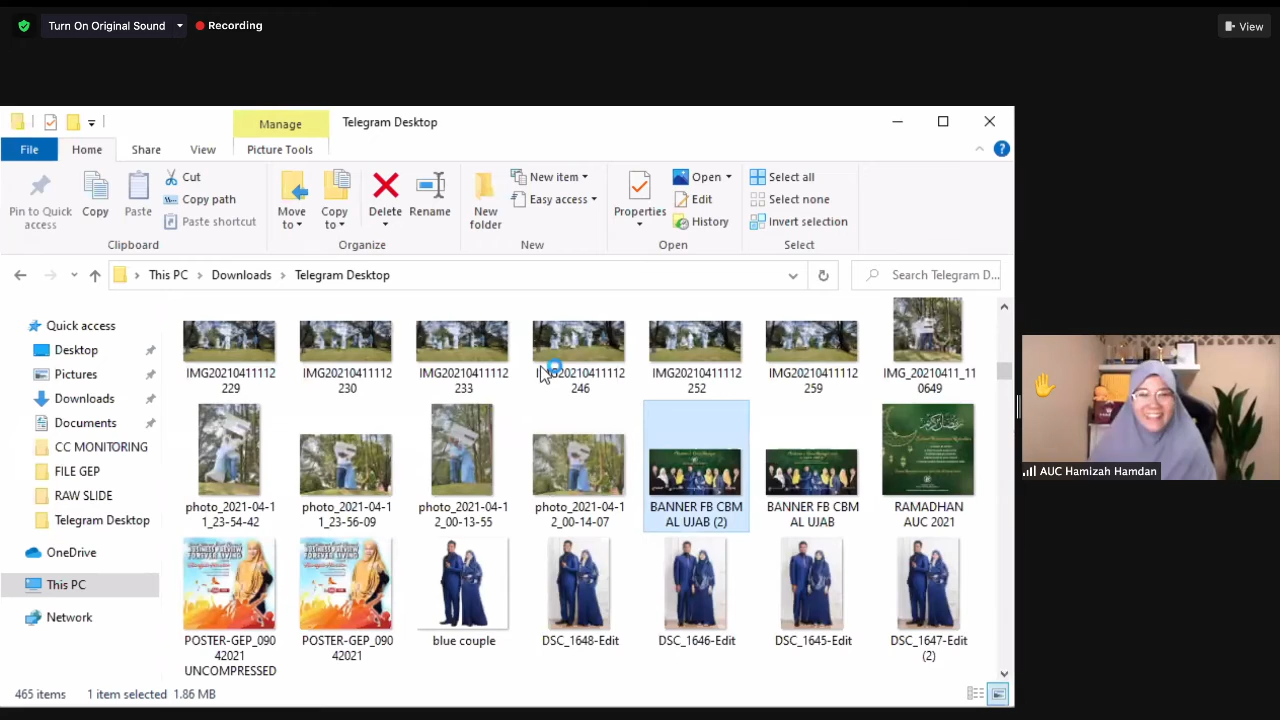 Turn On Original Sound
Recording
View
Manage
Telegram Desktop
File
Home
Share
View
Picture Tools
Pin to Quick access
Copy
Paste
Cut
Copy path
Paste shortcut
Clipboard
Move to
Copy to
Delete
Rename
Organize
New folder
New item
Easy access
New
Properties
Open
Edit
History
Open
Select all
Select none
Invert selection
Select
This PC
Downloads
Telegram Desktop
Search Telegram D...
Quick access
Desktop
Pictures
Downloads
Documents
CC MONITORING
FILE GEP
RAW SLIDE
Telegram Desktop
OneDrive
This PC
Network
IMG20210411112
229
IMG20210411112
230
IMG20210411112
233
IMG20210411112
246
IMG20210411112
252
IMG20210411112
259
IMG_20210411_11
0649
photo_2021-04-1
1_23-54-42
photo_2021-04-1
1_23-56-09
photo_2021-04-1
2_00-13-55
photo_2021-04-1
2_00-14-07
BANNER FB CBM
AL UJAB (2)
BANNER FB CBM
AL UJAB
RAMADHAN
AUC 2021
POSTER-GEP_090
42021
UNCOMPRESSED
POSTER-GEP_090
42021
blue couple
DSC_1648-Edit
DSC_1646-Edit
DSC_1645-Edit
DSC_1647-Edit
(2)
465 items
1 item selected 1.86 MB
AUC Hamizah Hamdan